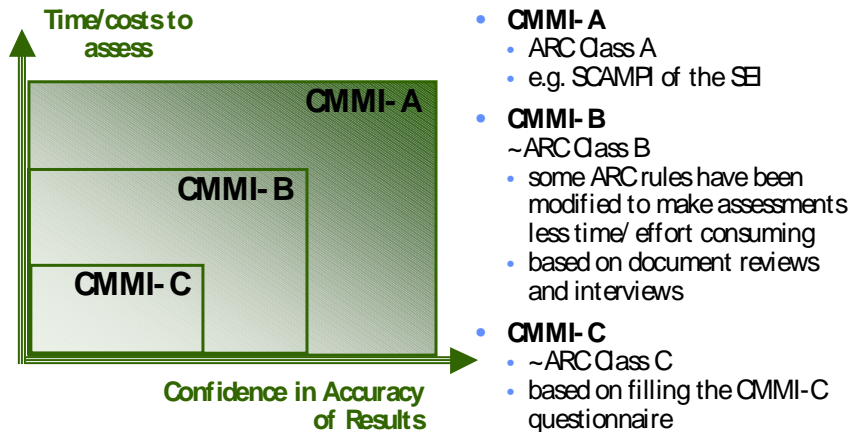 Time/costs to
assess
CMMI-A
CMMI-B
CMMI-C
Confidence in Accuracy
of Results
• CMMI-A
• ARC Class A
• e.g. SCAMPI of the SEI
• CMMI-B
~ARC Class B
• some ARC rules have been
modified to make assessments
less time/ effort consuming
• based on document reviews
and interviews
• CMMI-C
• ~ARC Class C
• based on filling the CMMI-C
questionnaire